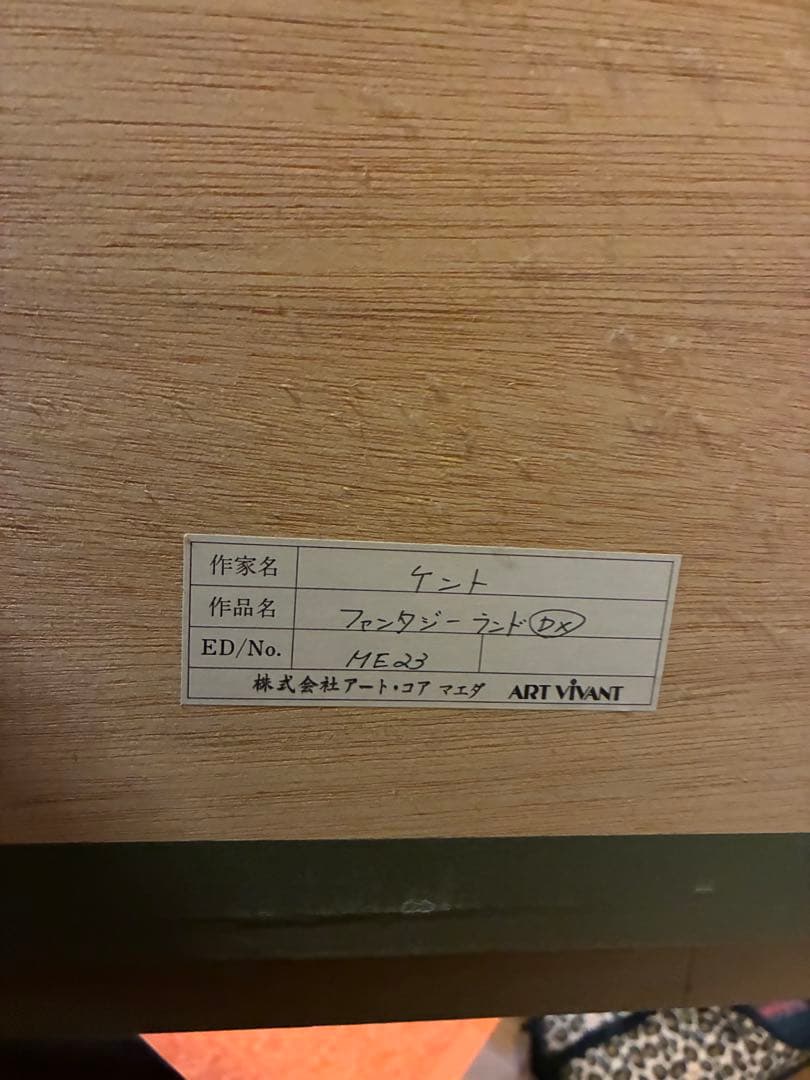 作家名 ケント
作品名 ファンタジーランド DX
ED/No. ME23
株式会社アート・コア マエダ ART ViVANT